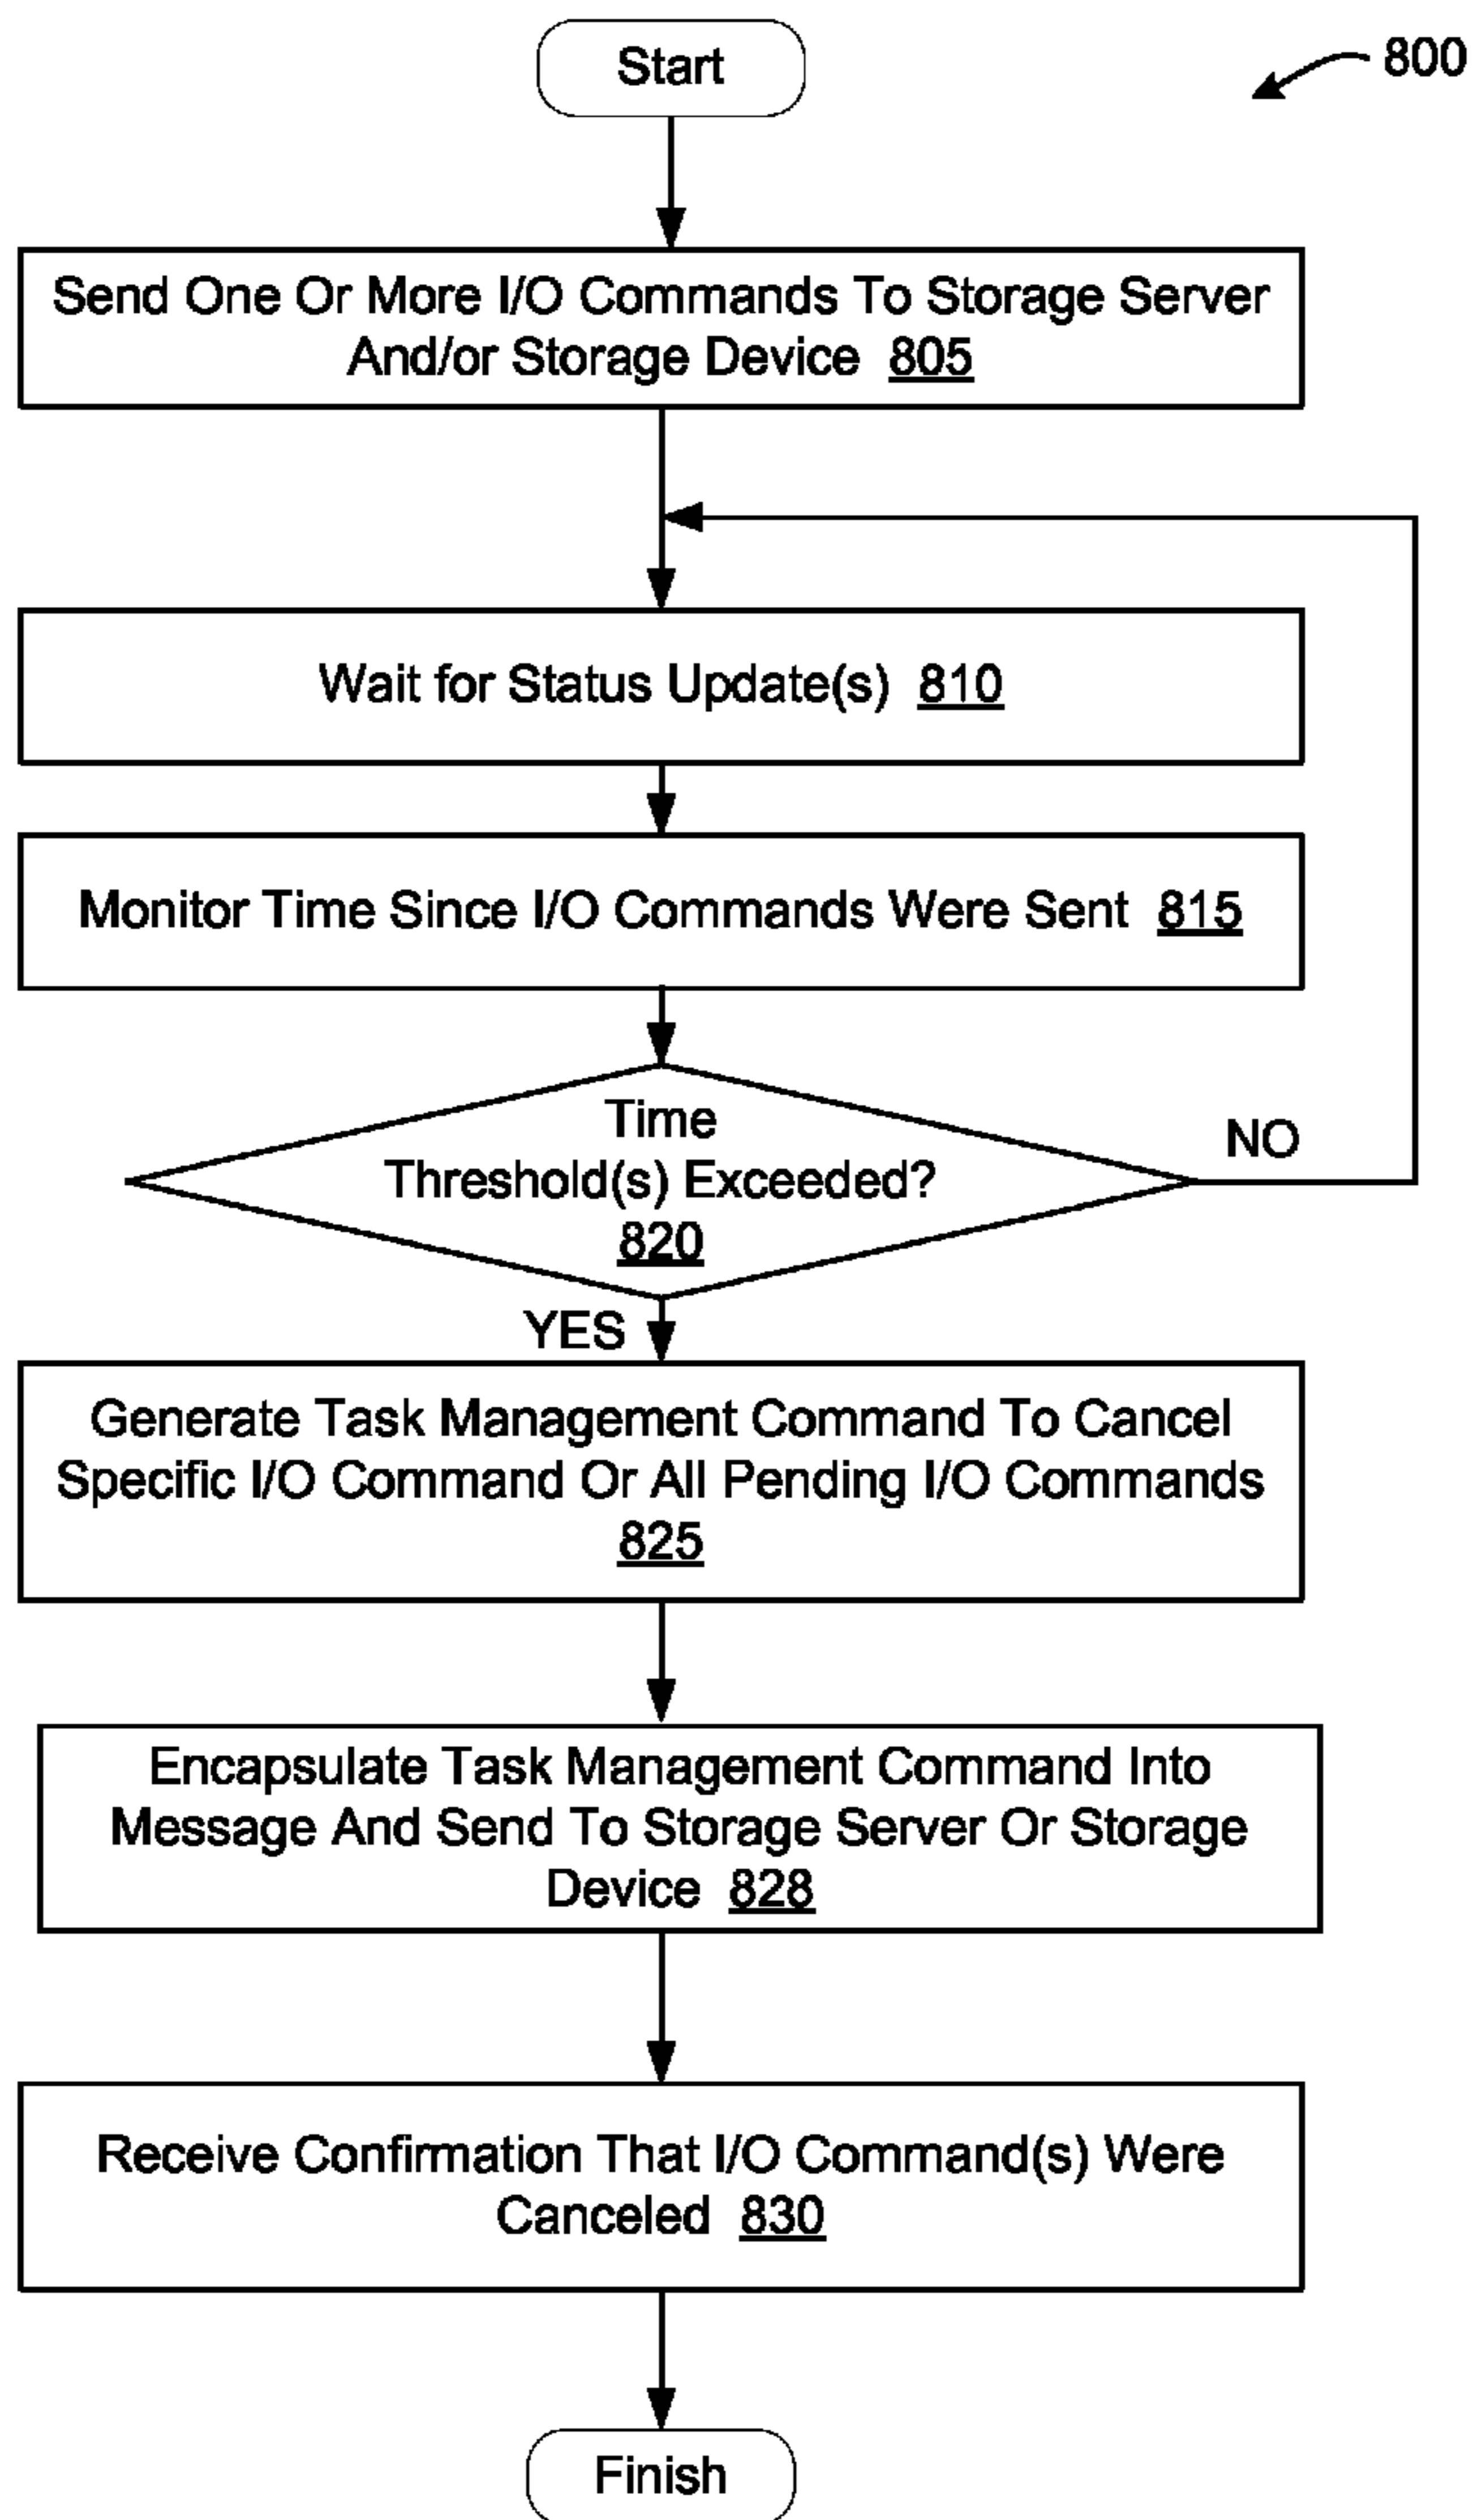 Start
800
Send One Or More I/O Commands To Storage Server
And/or Storage Device 805
Wait for Status Update(s) 810
Monitor Time Since I/O Commands Were Sent 815
Time
Threshold(s) Exceeded?
820
NO
YES
Generate Task Management Command To Cancel
Specific I/O Command Or All Pending I/O Commands
825
Encapsulate Task Management Command Into
Message And Send To Storage Server Or Storage
Device 828
Receive Confirmation That I/O Command(s) Were
Canceled 830
Finish